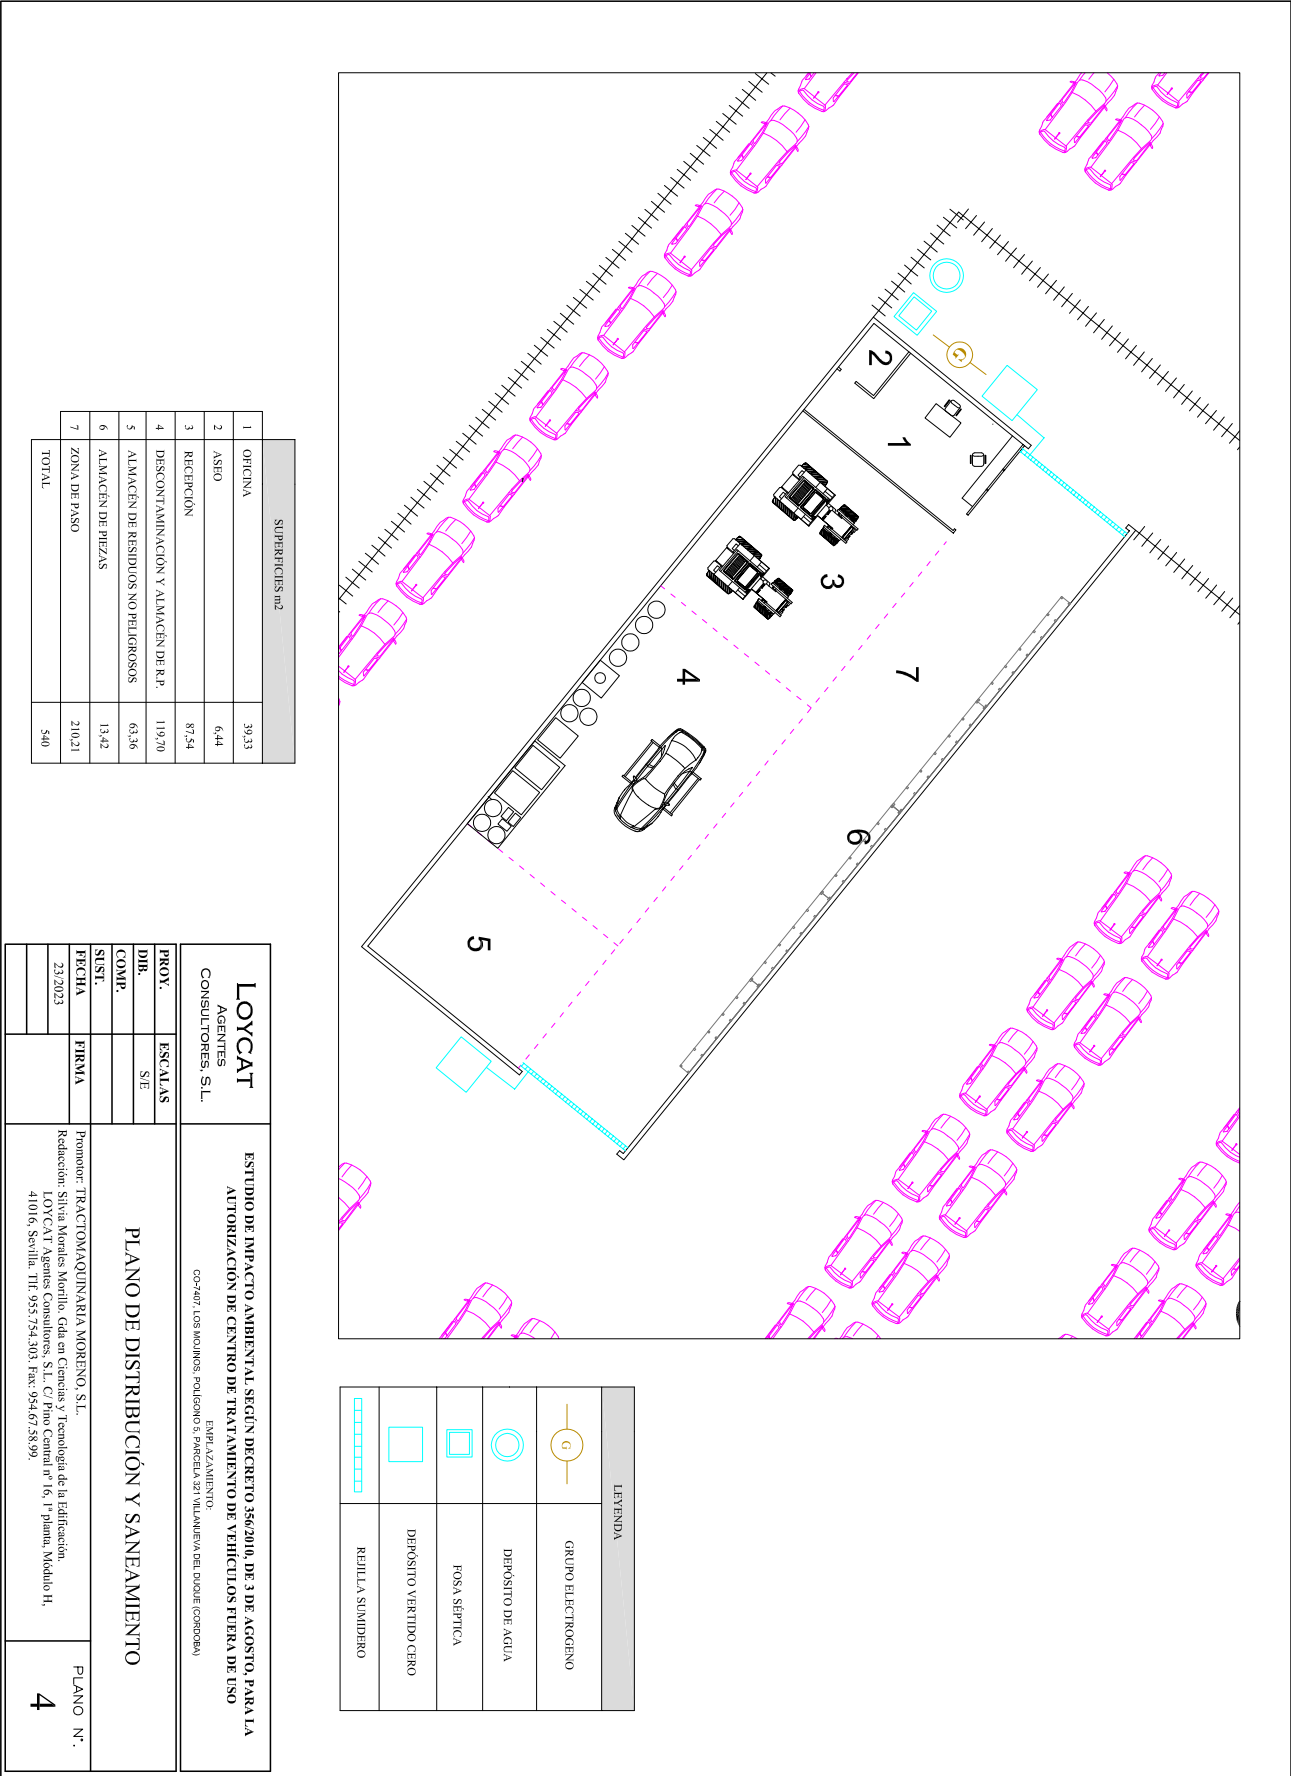 2
1
3
7
4
6
5
G
SUPERFICIES m2
1 OFICINA 39,33
2 ASEO 6,44
3 RECEPCIÓN 87,54
4 DESCONTAMINACIÓN Y ALMACÉN DE R.P. 119,70
5 ALMACÉN DE RESIDUOS NO PELIGROSOS 63,36
6 ALMACÉN DE PIEZAS 13,42
7 ZONA DE PASO 210,21
TOTAL 540
LEYENDA
G GRUPO ELECTROGENO
DEPÓSITO DE AGUA
FOSA SÉPTICA
DEPÓSITO VERTIDO CERO
REJILLA SUMIDERO
LOYCAT
AGENTES
CONSULTORES, S.L.
ESTUDIO DE IMPACTO AMBIENTAL SEGÚN DECRETO 356/2010, DE 3 DE AGOSTO, PARA LA
AUTORIZACIÓN DE CENTRO DE TRATAMIENTO DE VEHÍCULOS FUERA DE USO
EMPLAZAMIENTO:
CO-7407, LOS MOJINOS, POLÍGONO 5, PARCELA 321 VILLANUEVA DEL DUQUE (CORDOBA)
PROY. ESCALAS
DIB. S/E
COMP.
SUST.
FECHA FIRMA
23/2023
PLANO DE DISTRIBUCIÓN Y SANEAMIENTO
Promotor: TRACTOMAQUINARIA MORENO, S.L.
Redacción: Silvia Morales Morillo. Gda en Ciencias y Tecnología de la Edificación.
LOYCAT Agentes Consultores, S.L. C/ Pino Central nº 16, 1ª planta, Módulo H,
41016, Sevilla. Tlf. 955.754.303. Fax: 954.67.58.99.
PLANO Nº.
4